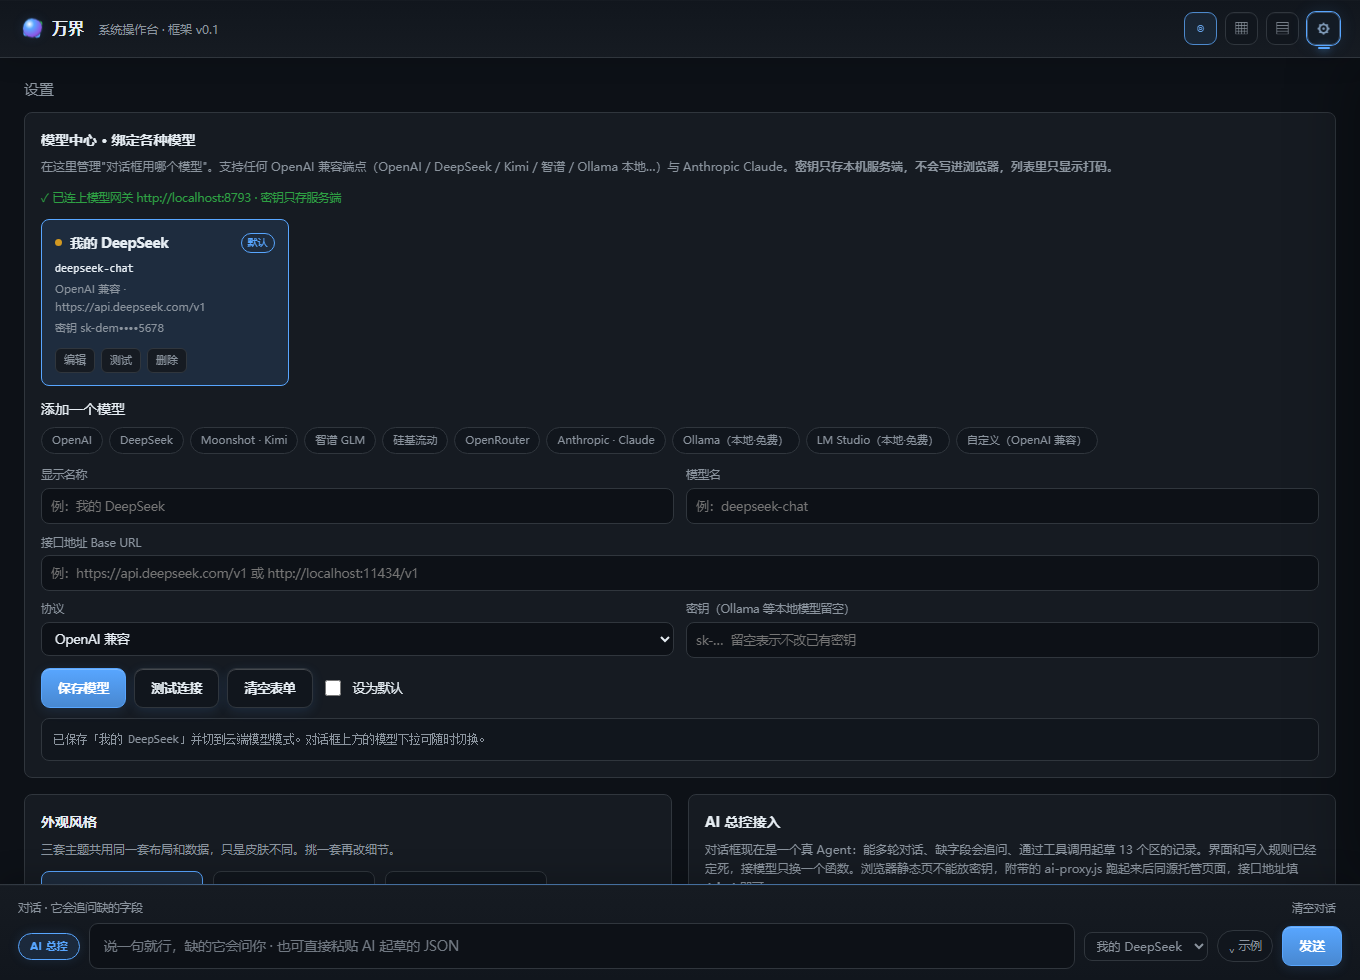 万界 系统操作台 · 框架 v0.1
设置
模型中心 • 绑定各种模型
在这里管理"对话框用哪个模型"。支持任何 OpenAI 兼容端点（OpenAI / DeepSeek / Kimi / 智谱 / Ollama 本地…）与 Anthropic Claude。密钥只存本机服务端，不会写进浏览器，列表里只显示打码。
✓ 已连上模型网关 http://localhost:8793 · 密钥只存服务端
我的 DeepSeek 默认
deepseek-chat
OpenAI 兼容 ·
https://api.deepseek.com/v1
密钥 sk-dem••••5678
编辑 测试 删除
添加一个模型
OpenAI DeepSeek Moonshot · Kimi 智谱 GLM 硅基流动 OpenRouter Anthropic · Claude Ollama（本地·免费） LM Studio（本地·免费） 自定义（OpenAI 兼容）
显示名称 模型名
例：我的 DeepSeek 例：deepseek-chat
接口地址 Base URL
例：https://api.deepseek.com/v1 或 http://localhost:11434/v1
协议 密钥（Ollama 等本地模型留空）
OpenAI 兼容 sk-... 留空表示不改已有密钥
保存模型 测试连接 清空表单 设为默认
已保存「我的 DeepSeek」并切到云端模型模式。对话框上方的模型下拉可随时切换。
外观风格
三套主题共用同一套布局和数据，只是皮肤不同。挑一套再改细节。
AI 总控接入
对话框现在是一个真 Agent：能多轮对话、缺字段会追问、通过工具调用起草 13 个区的记录。界面和写入规则已经
定死，接模型只换一个函数。浏览器静态页不能放密钥，附带的 ai-proxy.js 跑起来后同源托管页面，接口地址填
对话 · 它会追问缺的字段 清空对话
AI 总控 说一句就行，缺的它会问你 · 也可直接粘贴 AI 起草的 JSON 我的 DeepSeek 示例 发送